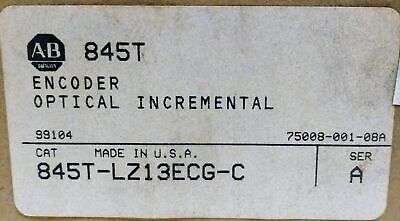 AB 845T
ENCODER
OPTICAL INCREMENTAL
99104 75008-001-08A
CAT MADE IN U.S.A. SER
845T-LZ13ECG-C A